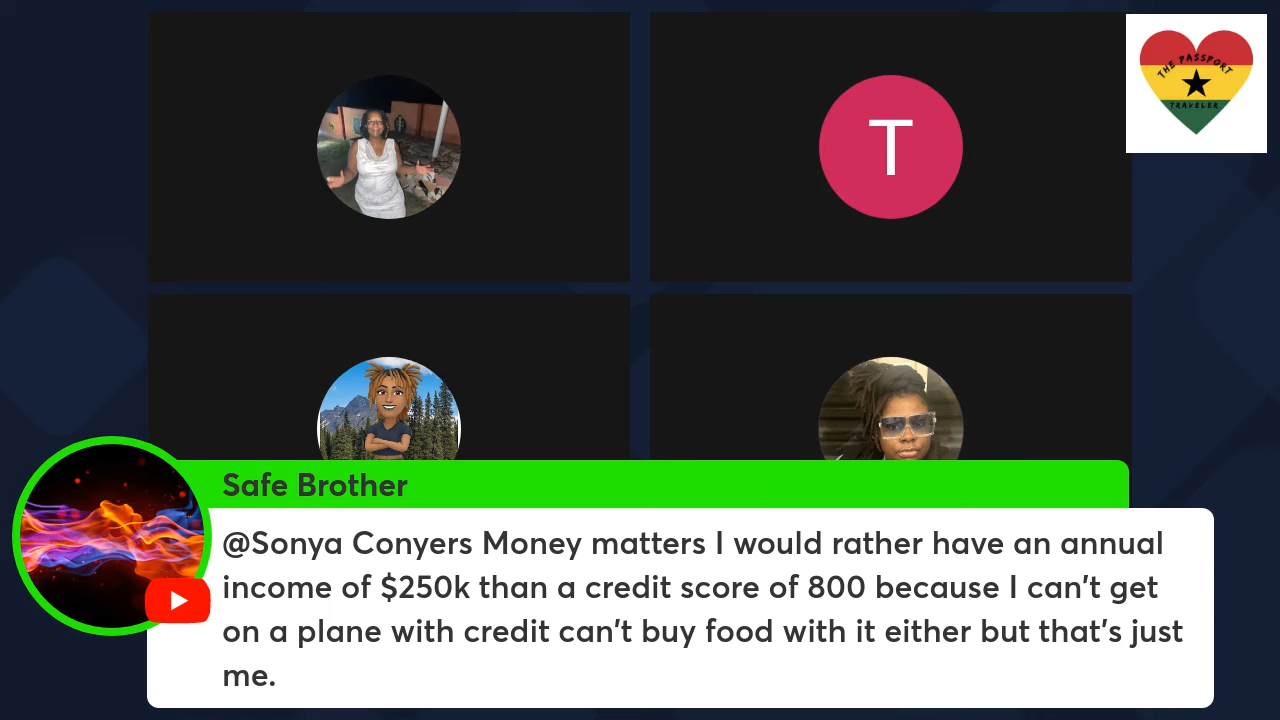 THE PASSPORT
TRAVELER
T
Safe Brother
@Sonya Conyers Money matters I would rather have an annual
income of $250k than a credit score of 800 because I can't get
on a plane with credit can't buy food with it either but that's just
me.